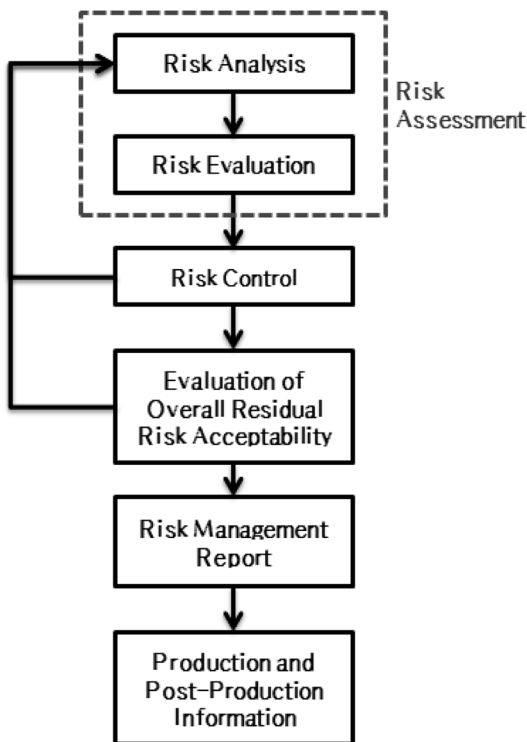 Risk Analysis
Risk
Assessment
Risk Evaluation
Risk Control
Evaluation of
Overall Residual
Risk Acceptability
Risk Management
Report
Production and
Post-Production
Information